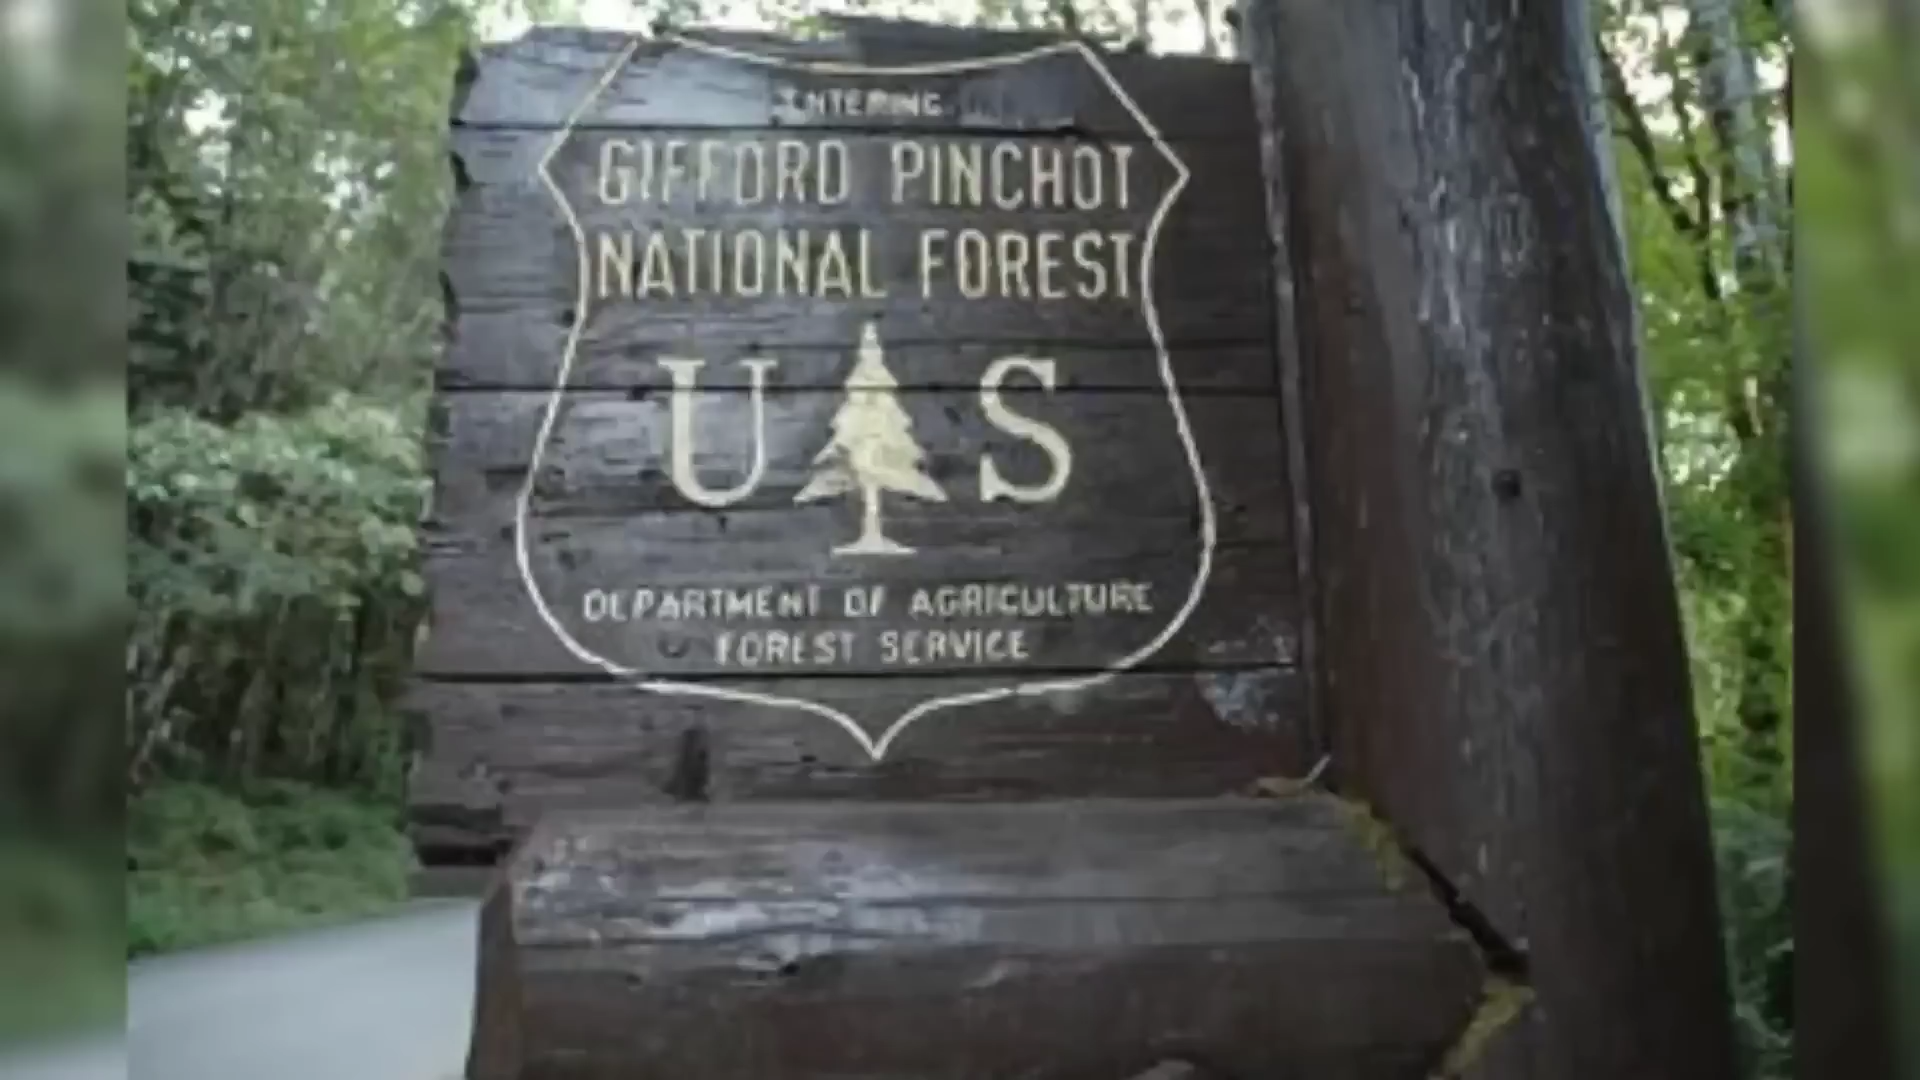 ENTERING
GIFFORD PINCHOT
NATIONAL FOREST
U S
DEPARTMENT OF AGRICULTURE
FOREST SERVICE